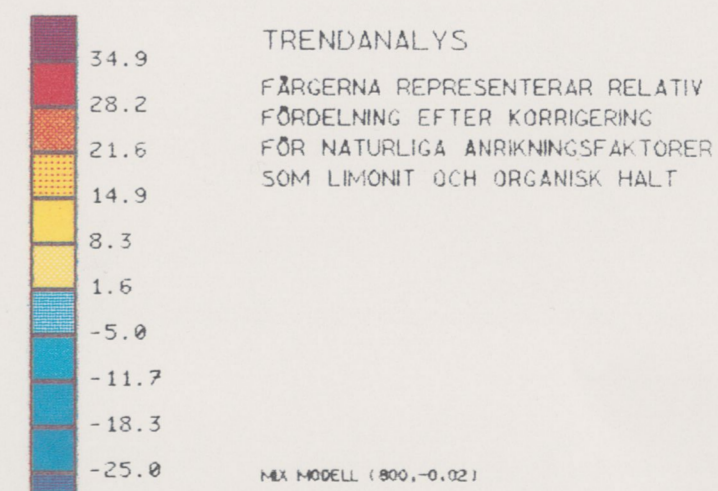 TRENDANALYS
FÄRGERNA REPRESENTERAR RELATIV
FÖRDELNING EFTER KORRIGERING
FÖR NATURLIGA ANRIKNINGSFAKTORER
SOM LIMONIT OCH ORGANISK HALT
34.9
28.2
21.6
14.9
8.3
1.6
-5.0
-11.7
-18.3
-25.0
MIX MODELL (800,-0.02)